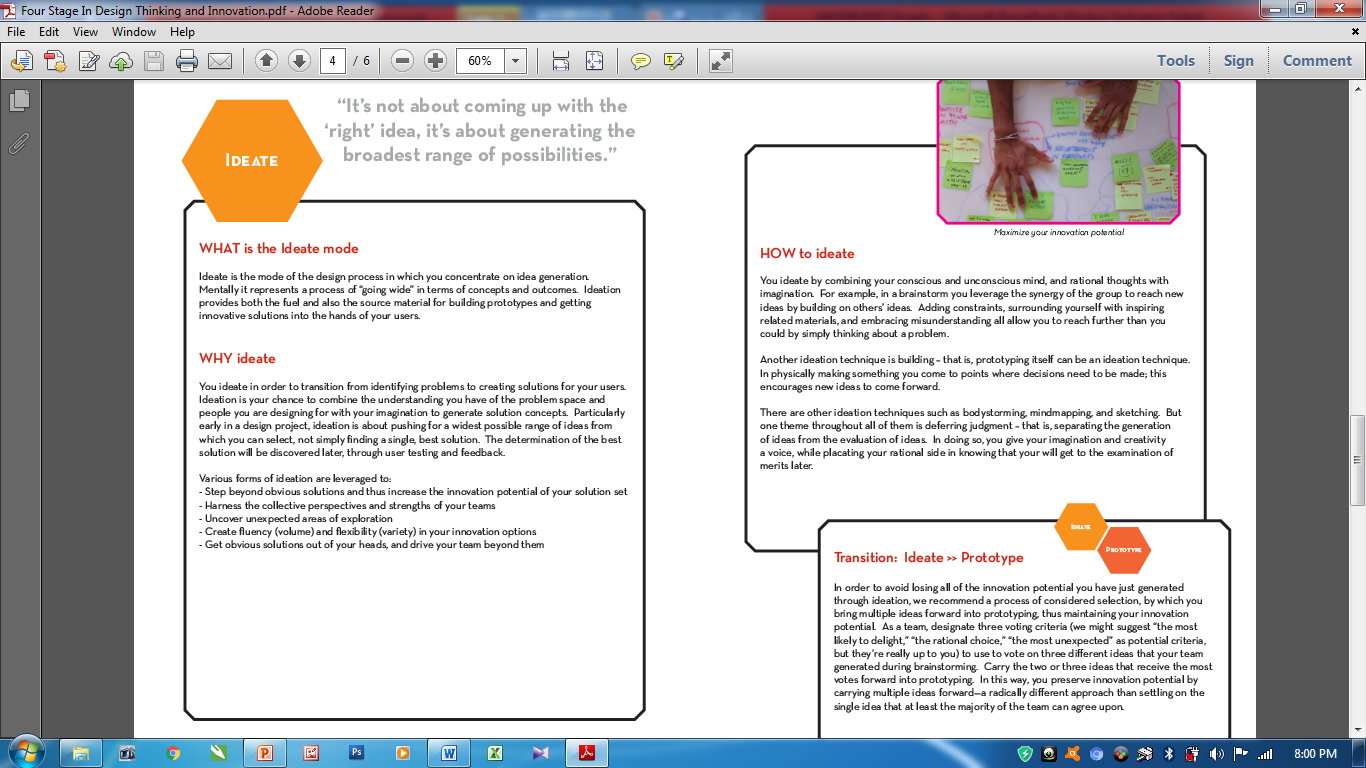 Four Stage In Design Thinking and Innovation.pdf - Adobe Reader
File Edit View Window Help
4 / 6
60%
Tools Sign Comment
IDEATE
“It’s not about coming up with the
‘right’ idea, it’s about generating the
broadest range of possibilities.”
WHAT is the Ideate mode
Ideate is the mode of the design process in which you concentrate on idea generation.
Mentally it represents a process of “going wide” in terms of concepts and outcomes. Ideation
provides both the fuel and also the source material for building prototypes and getting
innovative solutions into the hands of your users.
WHY ideate
You ideate in order to transition from identifying problems to creating solutions for your users.
Ideation is your chance to combine the understanding you have of the problem space and
people you are designing for with your imagination to generate solution concepts. Particularly
early in a design project, ideation is about pushing for a widest possible range of ideas from
which you can select, not simply finding a single, best solution. The determination of the best
solution will be discovered later, through user testing and feedback.
Various forms of ideation are leveraged to:
- Step beyond obvious solutions and thus increase the innovation potential of your solution set
- Harness the collective perspectives and strengths of your teams
- Uncover unexpected areas of exploration
- Create fluency (volume) and flexibility (variety) in your innovation options
- Get obvious solutions out of your heads, and drive your team beyond them
Maximize your innovation potential
HOW to ideate
You ideate by combining your conscious and unconscious mind, and rational thoughts with
imagination. For example, in a brainstorm you leverage the synergy of the group to reach new
ideas by building on others’ ideas. Adding constraints, surrounding yourself with inspiring
related materials, and embracing misunderstanding all allow you to reach further than you
could by simply thinking about a problem.
Another ideation technique is building – that is, prototyping itself can be an ideation technique.
In physically making something you come to points where decisions need to be made; this
encourages new ideas to come forward.
There are other ideation techniques such as bodystorming, mindmapping, and sketching. But
one theme throughout all of them is deferring judgment – that is, separating the generation
of ideas from the evaluation of ideas. In doing so, you give your imagination and creativity
a voice, while placating your rational side in knowing that your will get to the examination of
merits later.
IDEATE
PROTOTYPE
Transition: Ideate >> Prototype
In order to avoid losing all of the innovation potential you have just generated
through ideation, we recommend a process of considered selection, by which you
bring multiple ideas forward into prototyping, thus maintaining your innovation
potential. As a team, designate three voting criteria (we might suggest “the most
likely to delight,” “the rational choice,” “the most unexpected” as potential criteria,
but they’re really up to you) to use to vote on three different ideas that your team
generated during brainstorming. Carry the two or three ideas that receive the most
votes forward into prototyping. In this way, you preserve innovation potential by
carrying multiple ideas forward—a radically different approach than settling on the
single idea that at least the majority of the team can agree upon.
8:00 PM